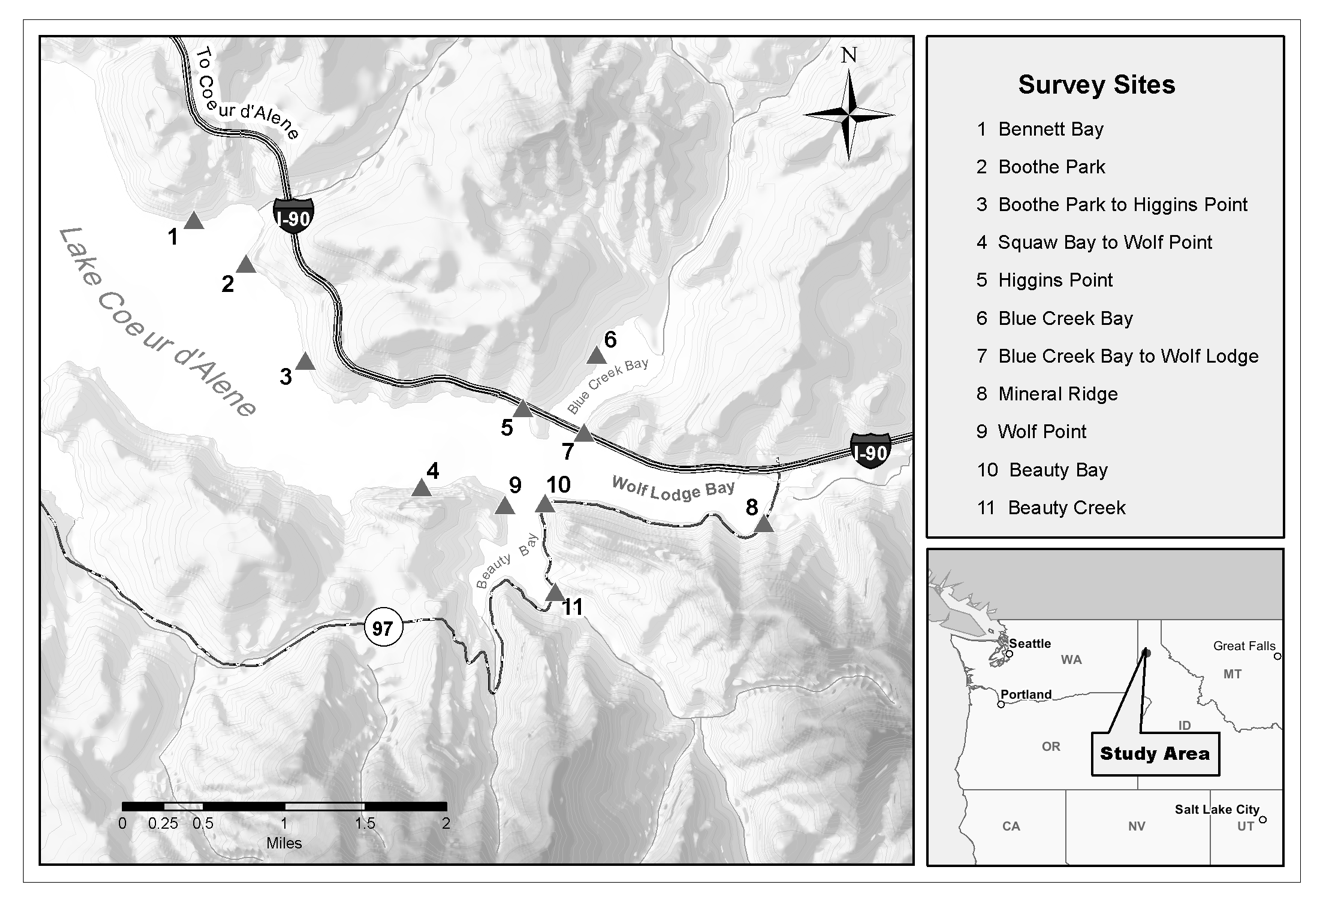 To Coeur d'Alene
N
I-90
1
2
Lake Coeur d'Alene
3
6
Blue Creek Bay
5
7
I-90
4
9
10
Wolf Lodge Bay
8
Beauty Bay
11
97
0 0.25 0.5 1 1.5 2
Miles
Survey Sites
1 Bennett Bay
2 Boothe Park
3 Boothe Park to Higgins Point
4 Squaw Bay to Wolf Point
5 Higgins Point
6 Blue Creek Bay
7 Blue Creek Bay to Wolf Lodge
8 Mineral Ridge
9 Wolf Point
10 Beauty Bay
11 Beauty Creek
Seattle
WA
Great Falls
MT
Portland
ID
OR
Study Area
Salt Lake City
CA
NV
UT